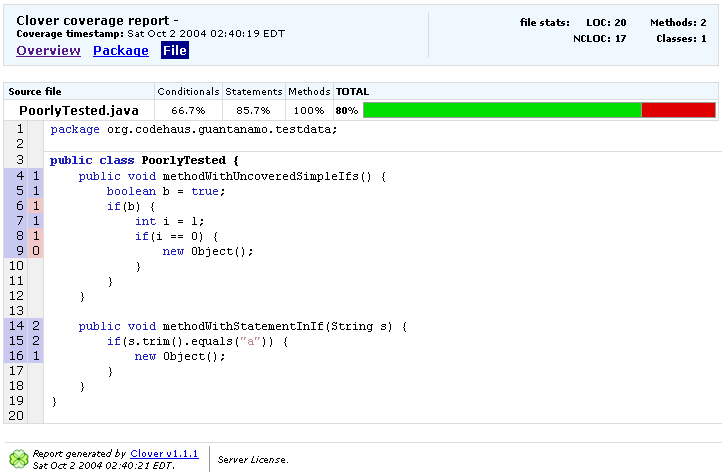 Clover coverage report -
Coverage timestamp: Sat Oct 2 2004 02:40:19 EDT
Overview Package File
file stats: LOC: 20 Methods: 2
NCLOC: 17 Classes: 1
Source file Conditionals Statements Methods TOTAL
PoorlyTested.java 66.7% 85.7% 100% 80%
1 package org.codehaus.guantanamo.testdata;
2
3 public class PoorlyTested {
4 1 public void methodWithUncoveredSimpleIfs() {
5 1 boolean b = true;
6 1 if(b) {
7 1 int i = 1;
8 1 if(i == 0) {
9 0 new Object();
10 }
11 }
12 }
13
14 2 public void methodWithStatementInIf(String s) {
15 2 if(s.trim().equals("a")) {
16 1 new Object();
17 }
18 }
19 }
20
Report generated by Clover v1.1.1
Sat Oct 2 2004 02:40:21 EDT.
Server License.